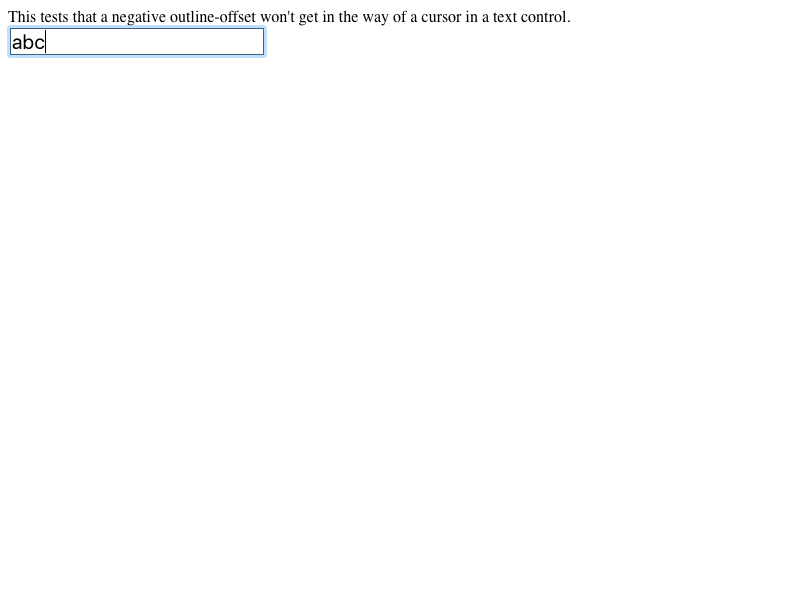 This tests that a negative outline-offset won't get in the way of a cursor in a text control.
abc